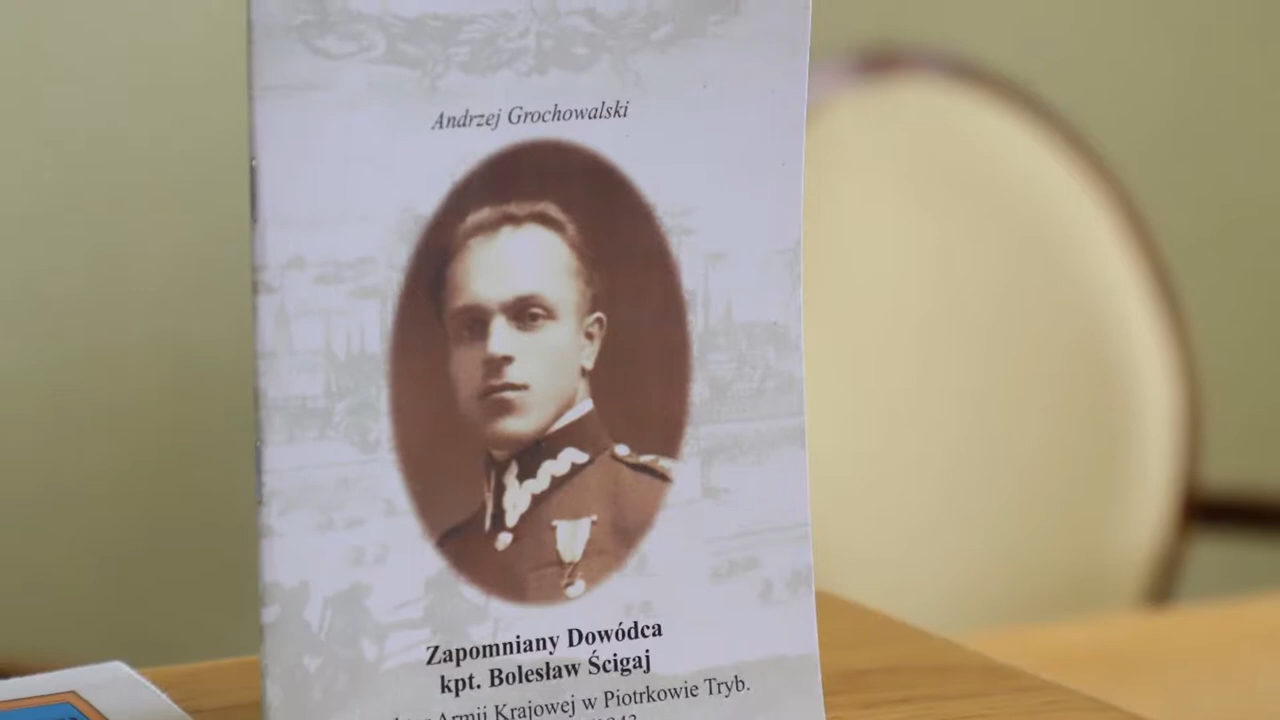 Andrzej Grochowalski
Zapomniany Dowódca
kpt. Bolesław Ścigaj
Armii Krajowej w Piotrkowie Tryb.